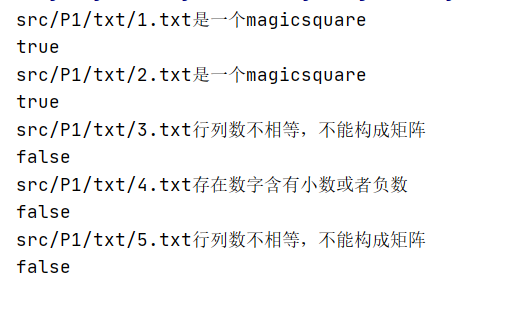 src/P1/txt/1.txt是一个magicsquare
true
src/P1/txt/2.txt是一个magicsquare
true
src/P1/txt/3.txt行列数不相等，不能构成矩阵
false
src/P1/txt/4.txt存在数字含有小数或者负数
false
src/P1/txt/5.txt行列数不相等，不能构成矩阵
false